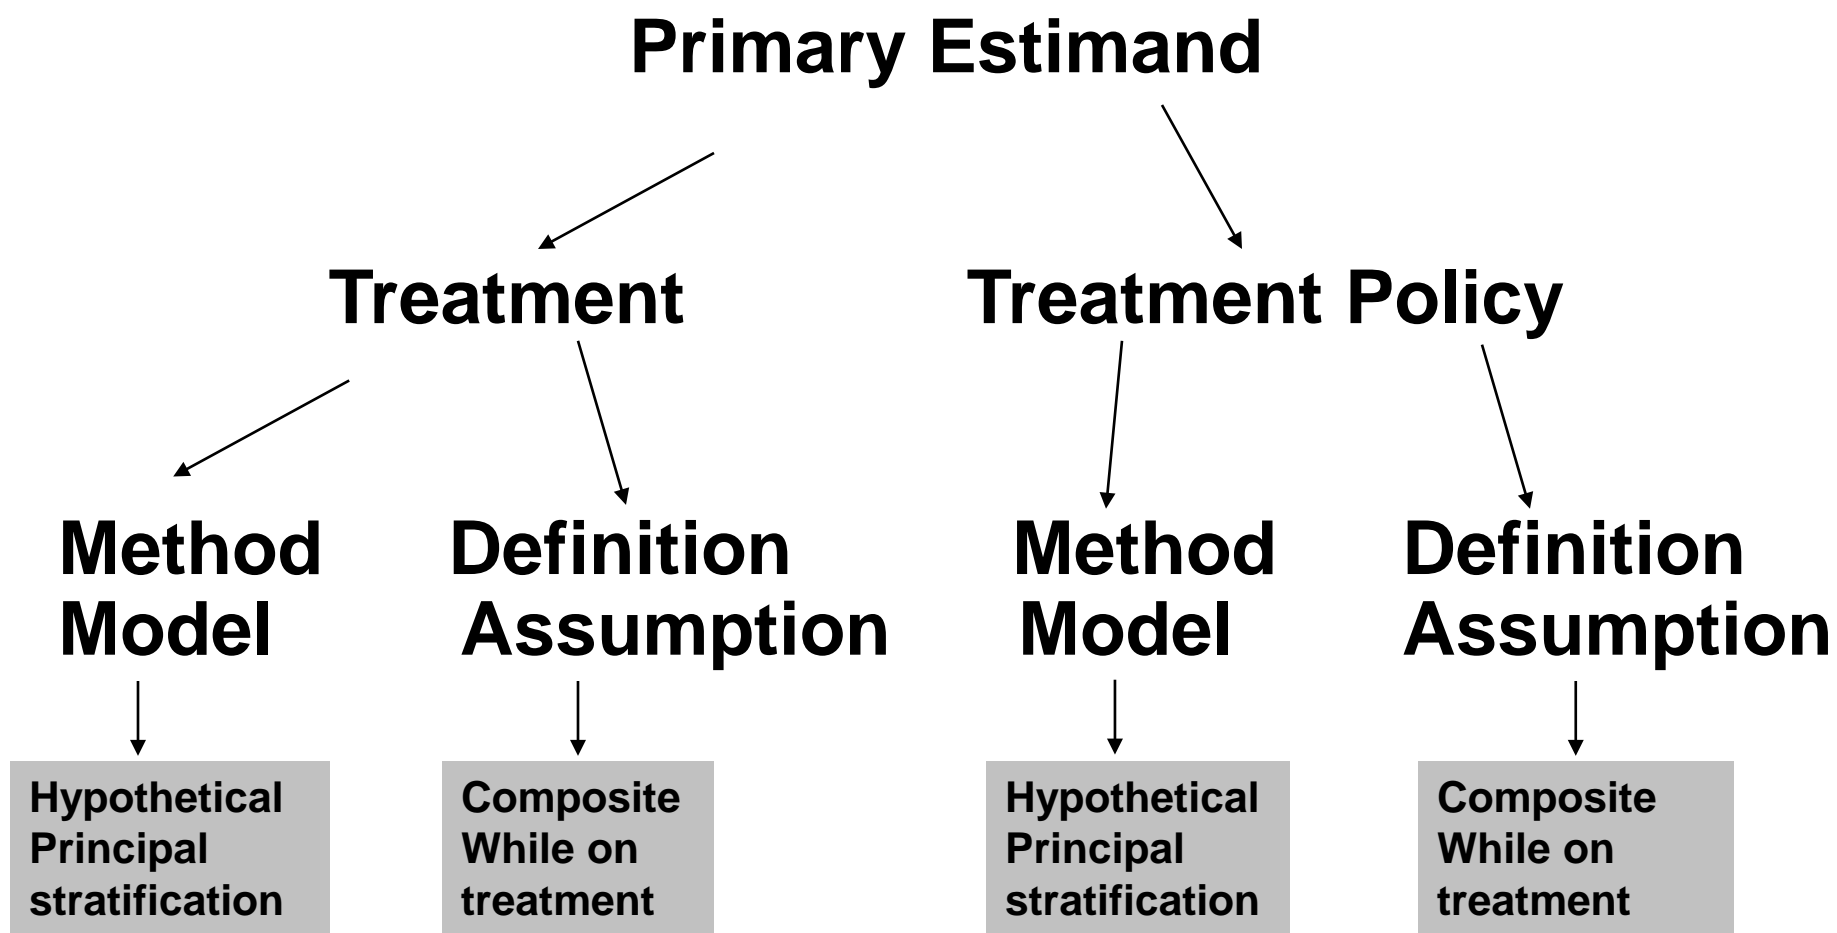 Primary Estimand
Treatment
Treatment Policy
Method
Model
Definition
Assumption
Method
Model
Definition
Assumption
Hypothetical
Principal
stratification
Composite
While on
treatment
Hypothetical
Principal
stratification
Composite
While on
treatment